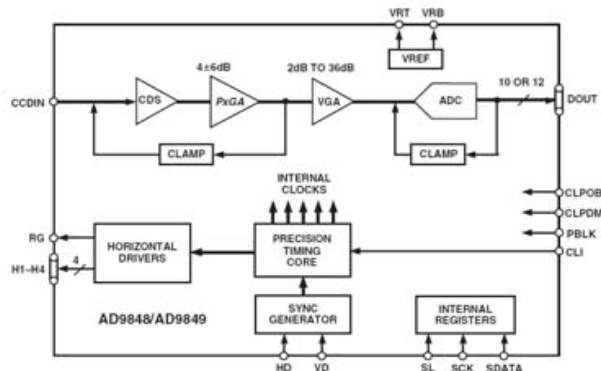 VRT VRB
VREF
4±6dB
2dB TO 36dB
10 OR 12
CCDIN
CDS
PxGA
VGA
ADC
DOUT
CLAMP
CLAMP
INTERNAL
CLOCKS
CLPOB
CLPDM
PBLK
CLI
RG
H1–H4
4
HORIZONTAL
DRIVERS
PRECISION
TIMING
CORE
AD9848/AD9849
SYNC
GENERATOR
INTERNAL
REGISTERS
HD VD
SL SCK SDATA